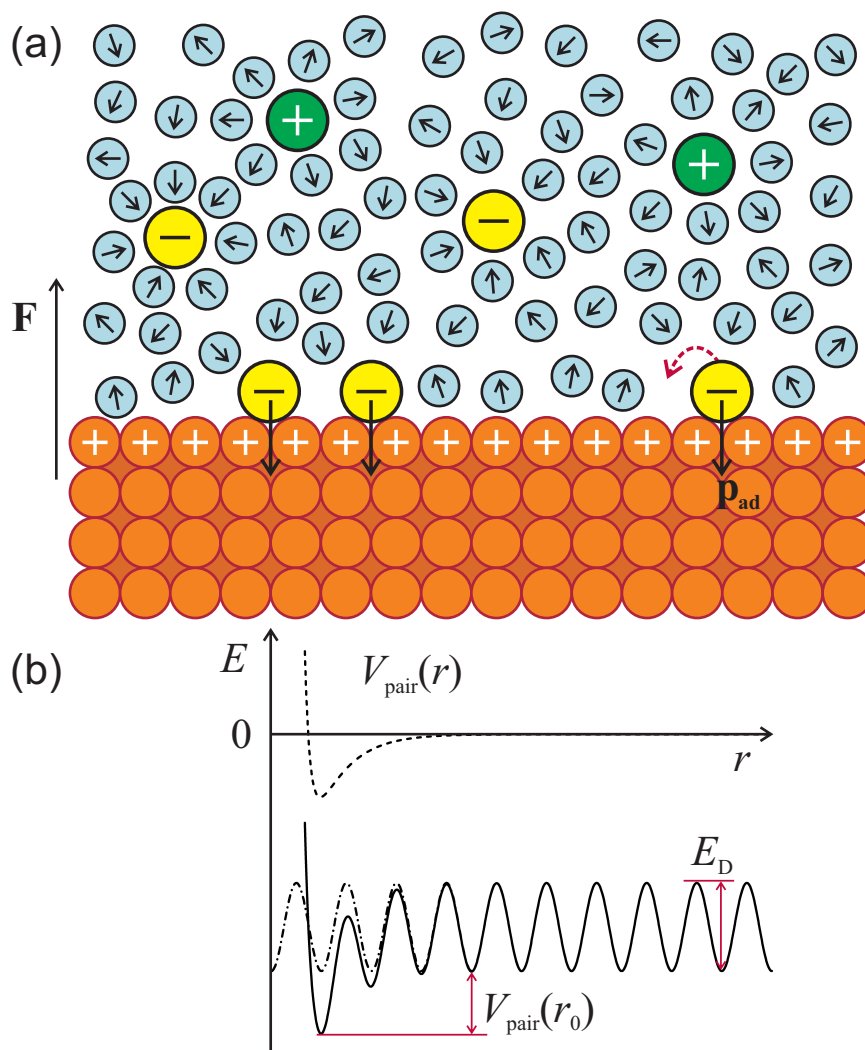 (a)
+
+
−
−
F
− − −
+ + + + + + + + + + + + + + + +
p_ad
(b)
E
V_pair(r)
0
r
E_D
V_pair(r_0)